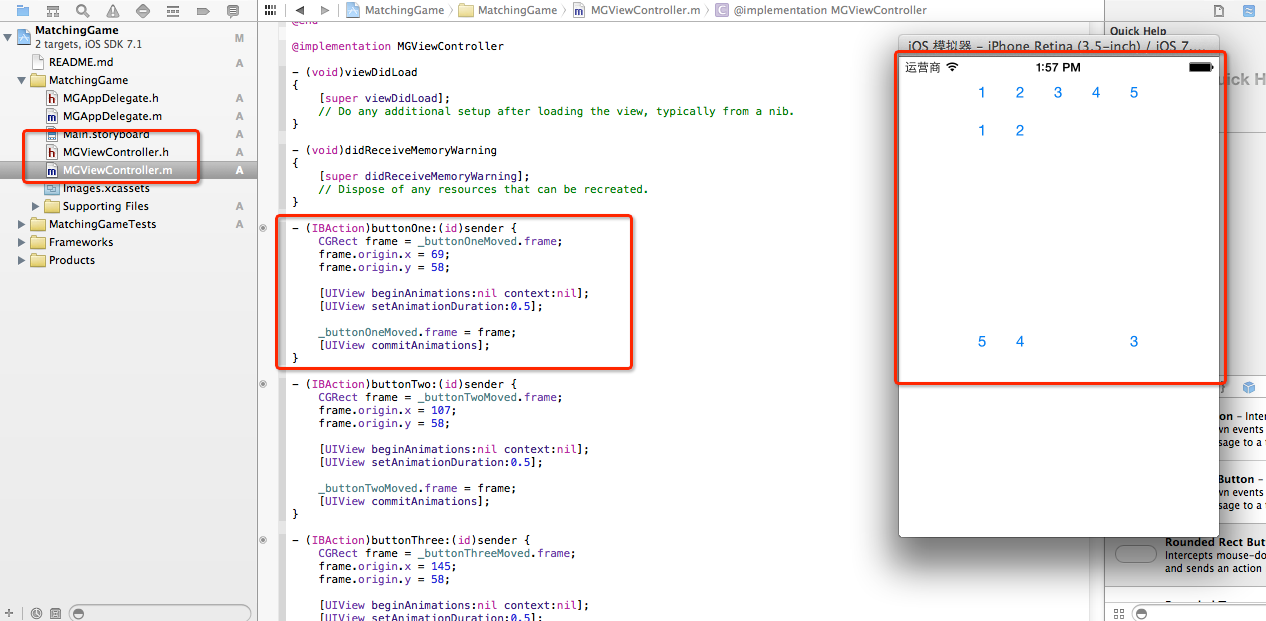 MatchingGame
2 targets, iOS SDK 7.1
M
README.md
A
MatchingGame
MGAppDelegate.h
A
MGAppDelegate.m
A
Main.storyboard
A
MGViewController.h
A
MGViewController.m
A
Images.xcassets
Supporting Files
A
MatchingGameTests
A
Frameworks
Products
MatchingGame
MatchingGame
MGViewController.m
@implementation MGViewController
@end
@implementation MGViewController
- (void)viewDidLoad
{
[super viewDidLoad];
// Do any additional setup after loading the view, typically from a nib.
}
- (void)didReceiveMemoryWarning
{
[super didReceiveMemoryWarning];
// Dispose of any resources that can be recreated.
}
- (IBAction)buttonOne:(id)sender {
CGRect frame = _buttonOneMoved.frame;
frame.origin.x = 69;
frame.origin.y = 58;
[UIView beginAnimations:nil context:nil];
[UIView setAnimationDuration:0.5];
_buttonOneMoved.frame = frame;
[UIView commitAnimations];
}
- (IBAction)buttonTwo:(id)sender {
CGRect frame = _buttonTwoMoved.frame;
frame.origin.x = 107;
frame.origin.y = 58;
[UIView beginAnimations:nil context:nil];
[UIView setAnimationDuration:0.5];
_buttonTwoMoved.frame = frame;
[UIView commitAnimations];
}
- (IBAction)buttonThree:(id)sender {
CGRect frame = _buttonThreeMoved.frame;
frame.origin.x = 145;
frame.origin.y = 58;
[UIView beginAnimations:nil context:nil];
[UIView setAnimationDuration:0.5];
Quick Help
iOS 模拟器 - iPhone Retina (3.5-inch) / iOS 7....
运营商
1:57 PM
1 2 3 4 5
1 2
5 4 3
uick H
on - Inter
wn events
sage to a t
Button -
wn events
sage to a t
Rounded Rect But
Intercepts mouse-do
and sends an action